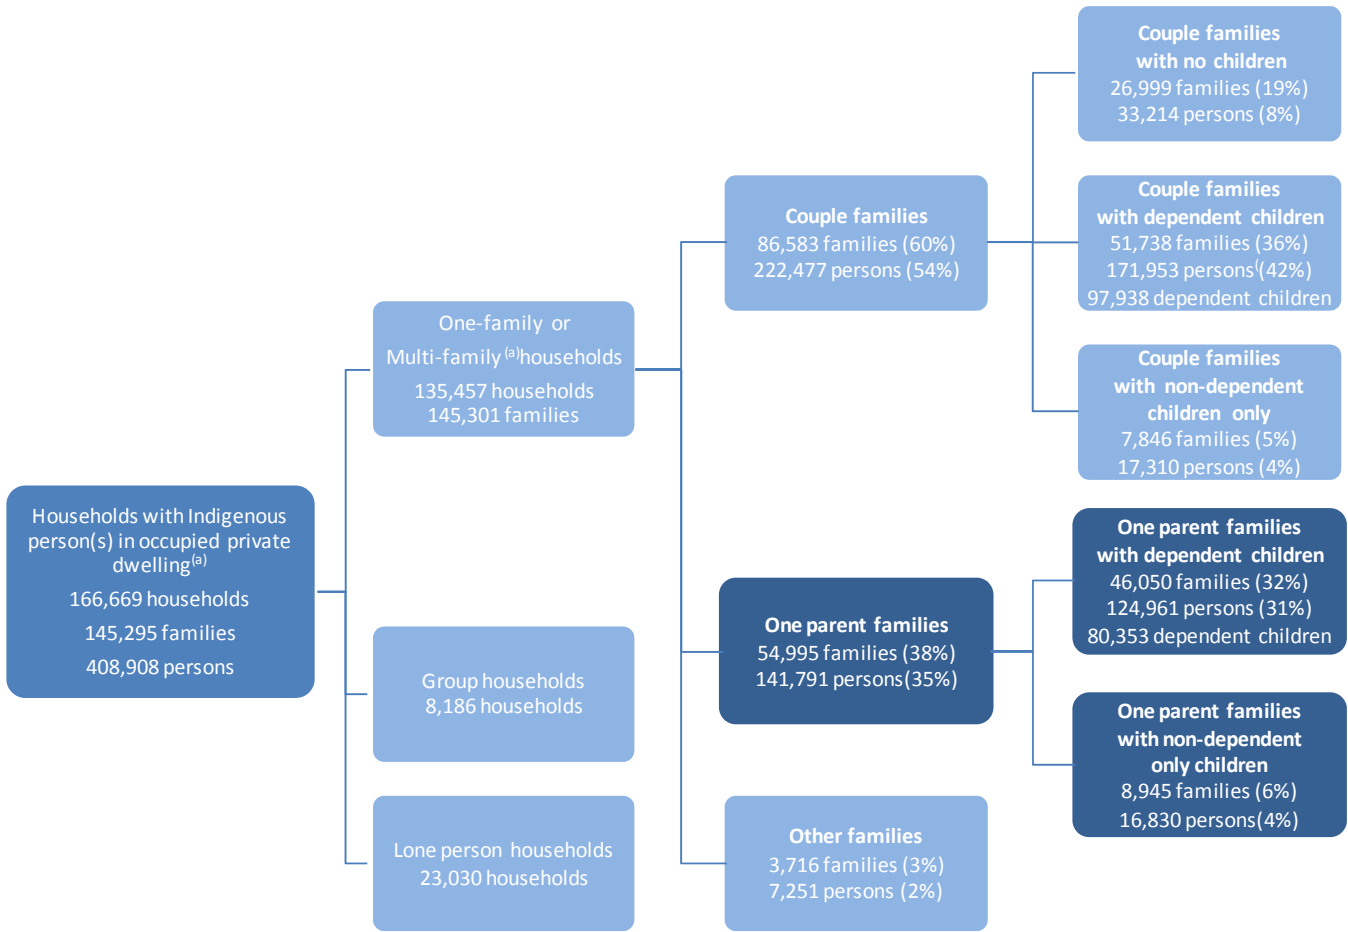 Households with Indigenous
person(s) in occupied private
dwelling(a)
166,669 households
145,295 families
408,908 persons
One-family or
Multi-family (a)households
135,457 households
145,301 families
Group households
8,186 households
Lone person households
23,030 households
Couple families
86,583 families (60%)
222,477 persons (54%)
One parent families
54,995 families (38%)
141,791 persons(35%)
Other families
3,716 families (3%)
7,251 persons (2%)
Couple families
with no children
26,999 families (19%)
33,214 persons (8%)
Couple families
with dependent children
51,738 families (36%)
171,953 persons((42%)
97,938 dependent children
Couple families
with non-dependent
children only
7,846 families (5%)
17,310 persons (4%)
One parent families
with dependent children
46,050 families (32%)
124,961 persons (31%)
80,353 dependent children
One parent families
with non-dependent
only children
8,945 families (6%)
16,830 persons(4%)